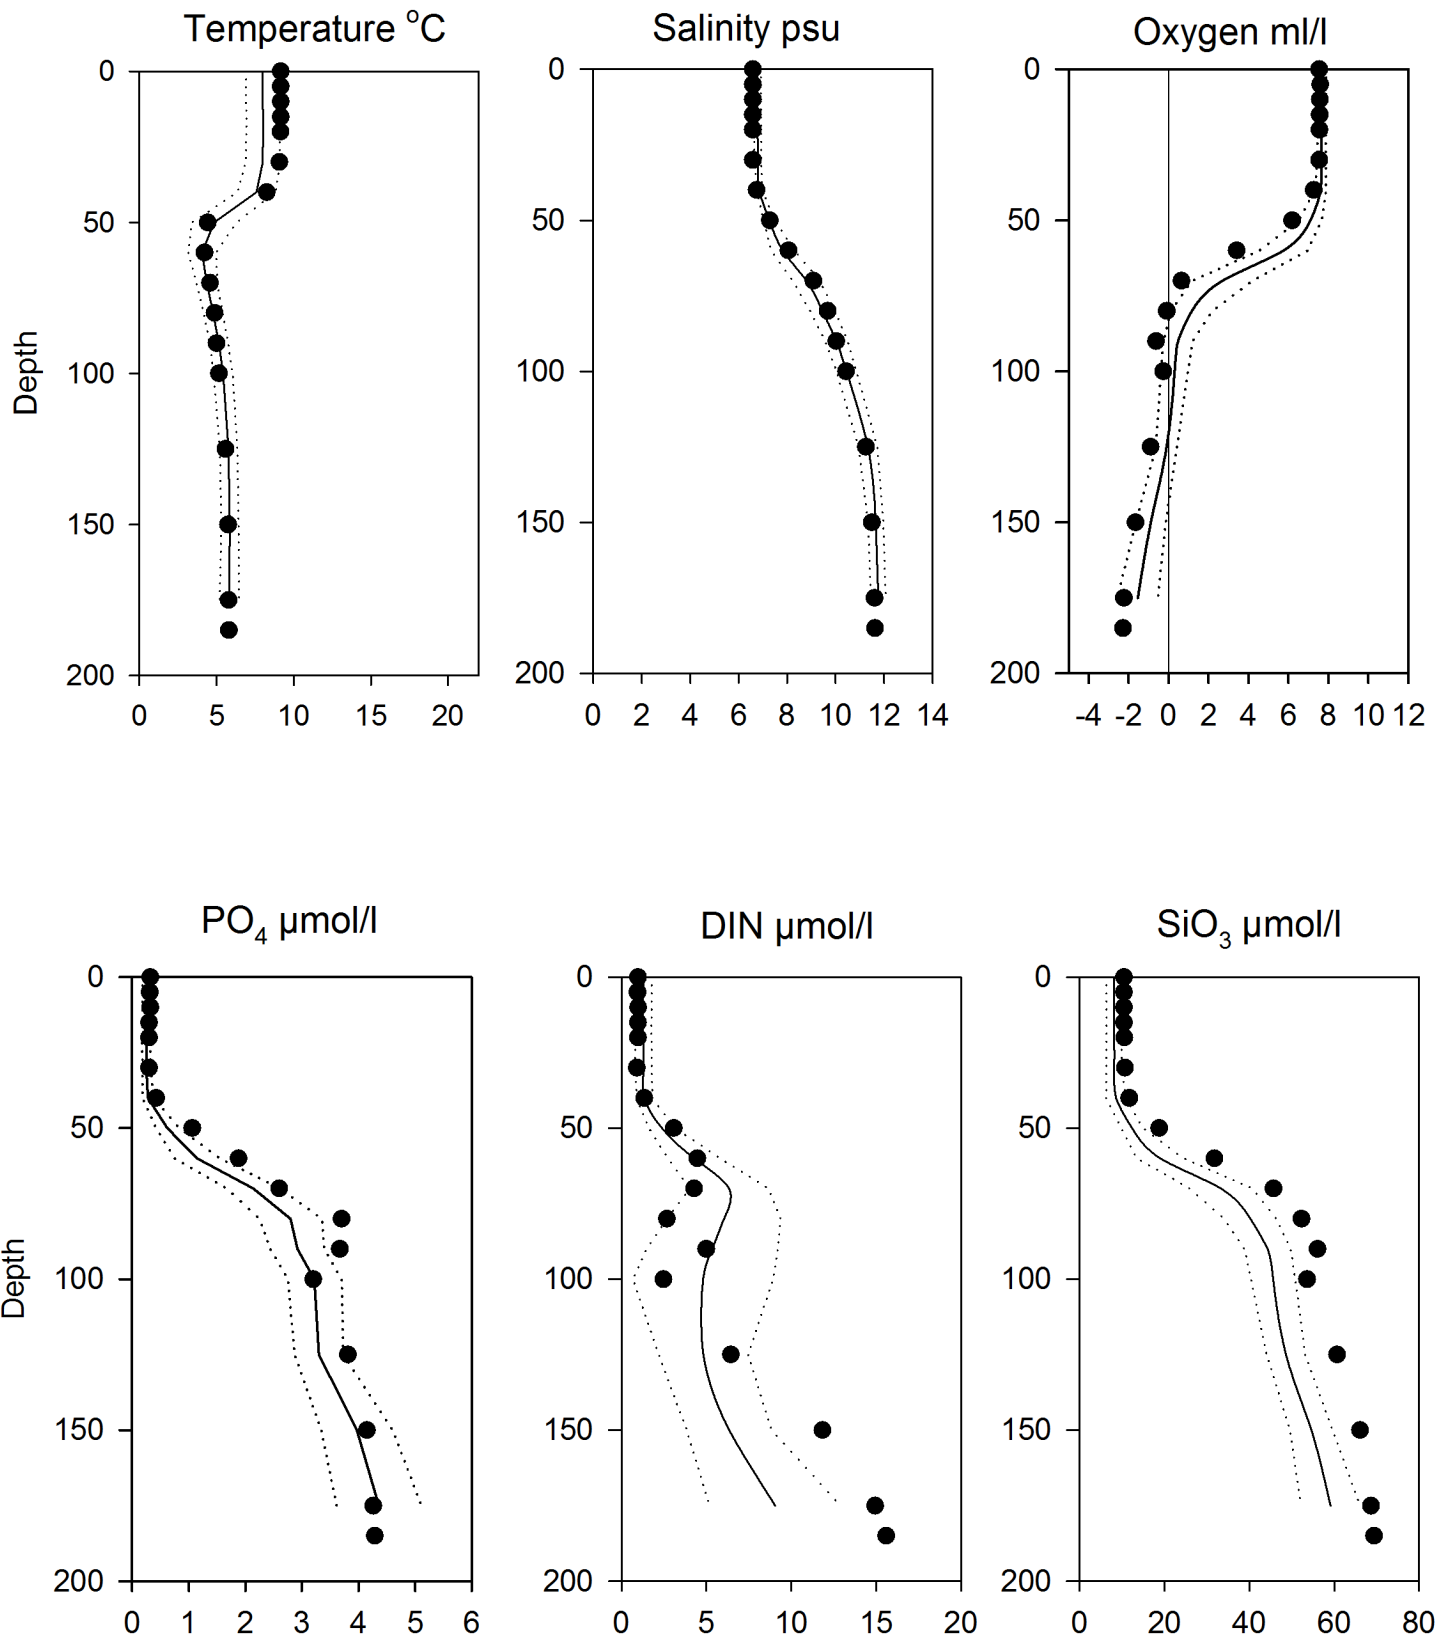 Temperature °C
Salinity psu
Oxygen ml/l
0
50
100
150
200
Depth
0 5 10 15 20
0
50
100
150
200
0 2 4 6 8 10 12 14
0
50
100
150
200
-4 -2 0 2 4 6 8 10 12
PO₄ µmol/l
DIN µmol/l
SiO₃ µmol/l
0
50
100
150
200
Depth
0 1 2 3 4 5 6
0
50
100
150
200
0 5 10 15 20
0
50
100
150
200
0 20 40 60 80